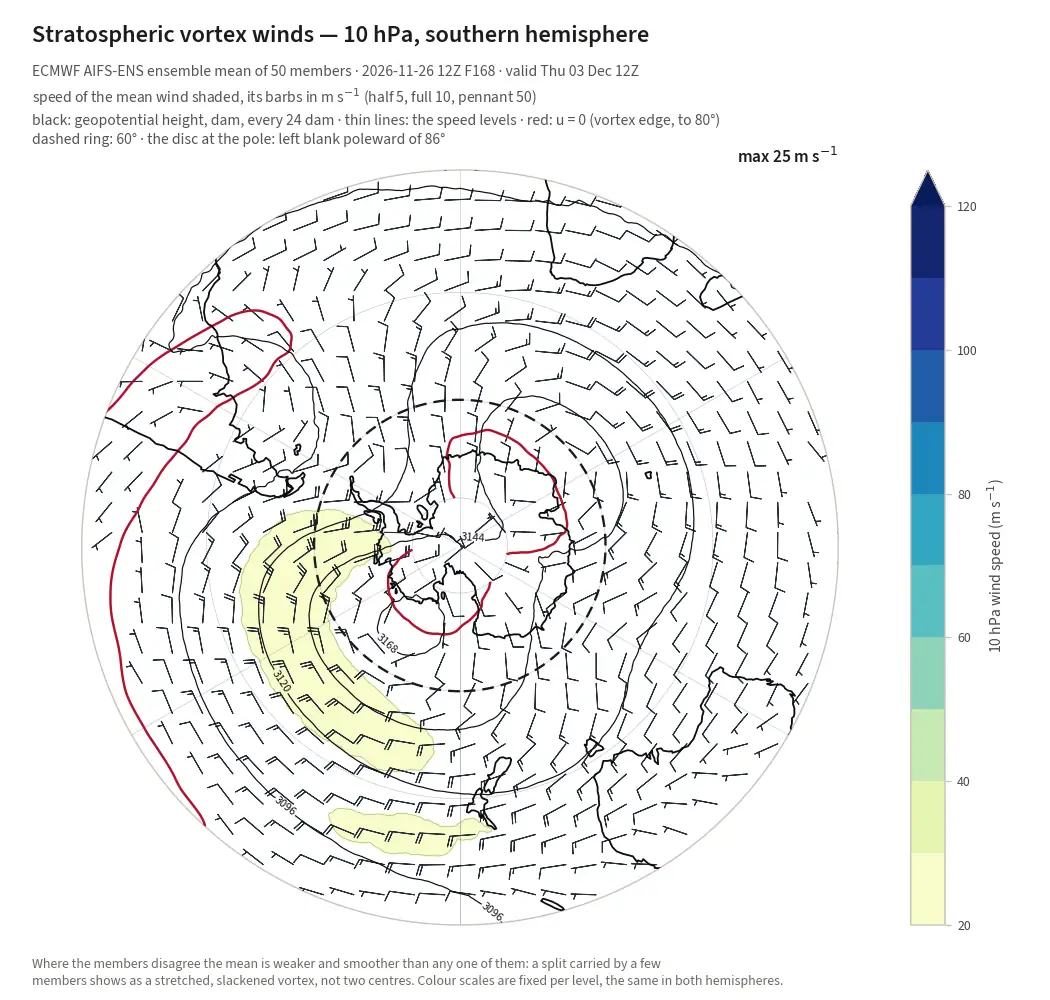 Stratospheric vortex winds — 10 hPa, southern hemisphere
ECMWF AIFS-ENS ensemble mean of 50 members · 2026-11-26 12Z F168 · valid Thu 03 Dec 12Z
speed of the mean wind shaded, its barbs in m s⁻¹ (half 5, full 10, pennant 50)
black: geopotential height, dam, every 24 dam · thin lines: the speed levels · red: u = 0 (vortex edge, to 80°)
dashed ring: 60° · the disc at the pole: left blank poleward of 86°
max 25 m s⁻¹
120
100
80
60
40
20
10 hPa wind speed (m s⁻¹)
3144
3168
3120
3096
3096
Where the members disagree the mean is weaker and smoother than any one of them: a split carried by a few
members shows as a stretched, slackened vortex, not two centres. Colour scales are fixed per level, the same in both hemispheres.